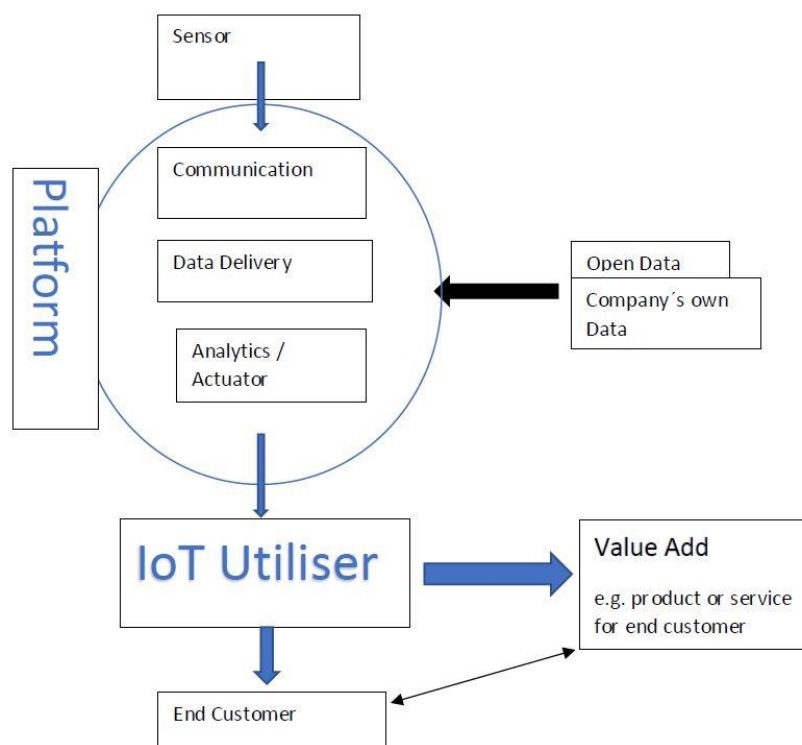 Sensor
Communication
Platform
Data Delivery
Open Data
Company´s own
Data
Analytics /
Actuator
IoT Utiliser
Value Add
e.g. product or service
for end customer
End Customer